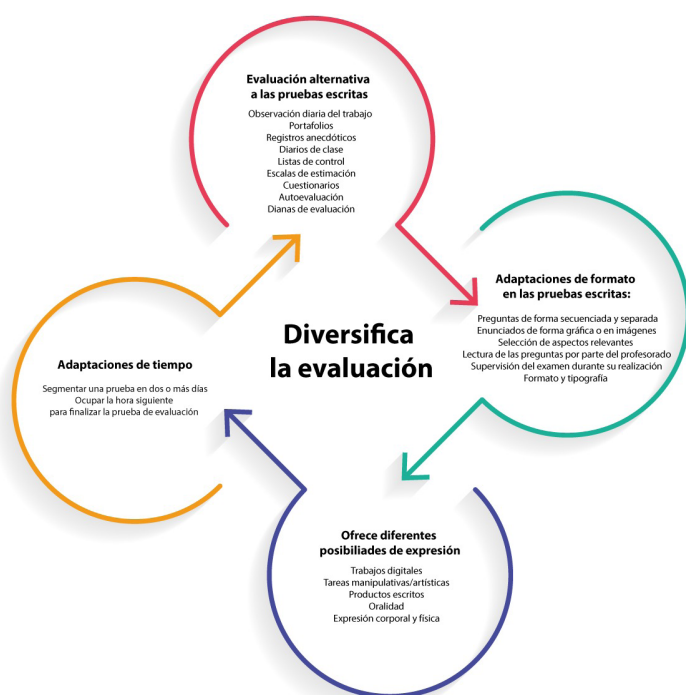 Evaluación alternativa
a las pruebas escritas
Observación diaria del trabajo
Portafolios
Registros anecdóticos
Diarios de clase
Listas de control
Escalas de estimación
Cuestionarios
Autoevaluación
Dianas de evaluación
Adaptaciones de formato
en las pruebas escritas:
Preguntas de forma secuenciada y separada
Enunciados de forma gráfica o en imágenes
Selección de aspectos relevantes
Lectura de las preguntas por parte del profesorado
Supervisión del examen durante su realización
Formato y tipografía
Diversifica
la evaluación
Adaptaciones de tiempo
Segmentar una prueba en dos o más días
Ocupar la hora siguiente
para finalizar la prueba de evaluación
Ofrece diferentes
posibiliades de expresión
Trabajos digitales
Tareas manipulativas/artísticas
Productos escritos
Oralidad
Expresión corporal y física